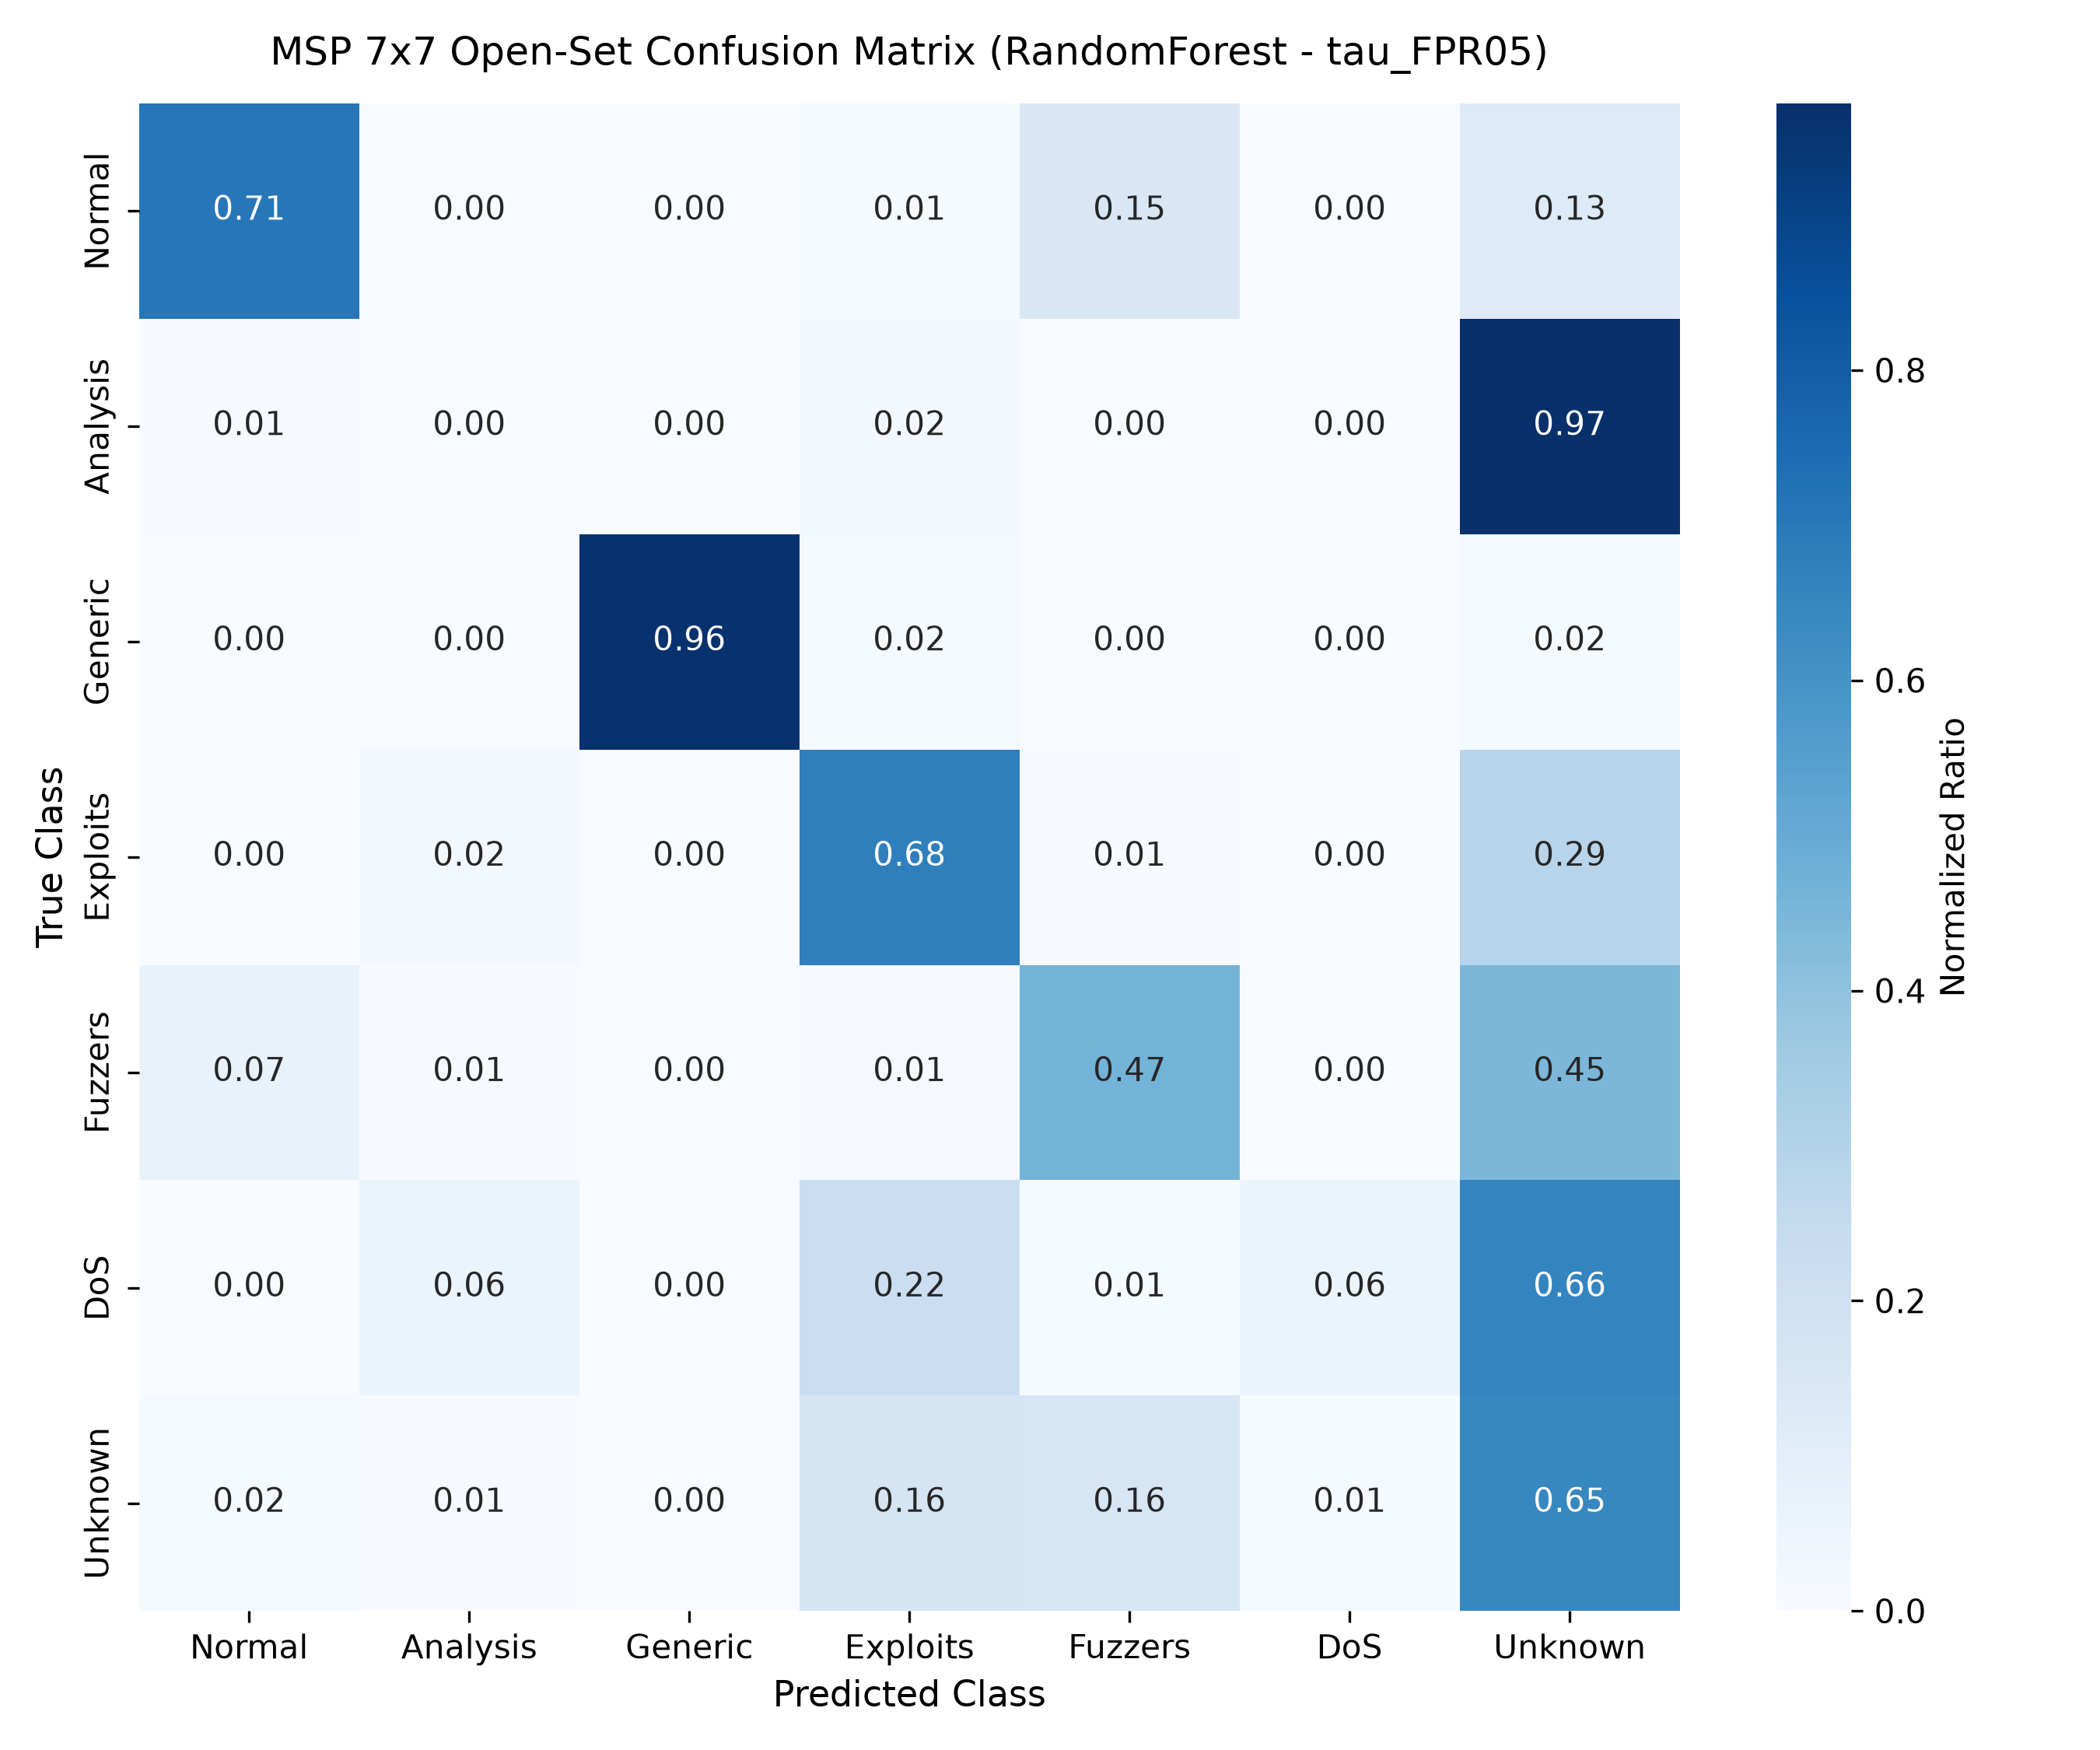 MSP 7x7 Open-Set Confusion Matrix (RandomForest - tau_FPR05)
True Class
Normal 0.71 0.00 0.00 0.01 0.15 0.00 0.13
Analysis 0.01 0.00 0.00 0.02 0.00 0.00 0.97
Generic 0.00 0.00 0.96 0.02 0.00 0.00 0.02
Exploits 0.00 0.02 0.00 0.68 0.01 0.00 0.29
Fuzzers 0.07 0.01 0.00 0.01 0.47 0.00 0.45
DoS 0.00 0.06 0.00 0.22 0.01 0.06 0.66
Unknown 0.02 0.01 0.00 0.16 0.16 0.01 0.65
Normal Analysis Generic Exploits Fuzzers DoS Unknown
Predicted Class
0.8
0.6
0.4
0.2
0.0
Normalized Ratio